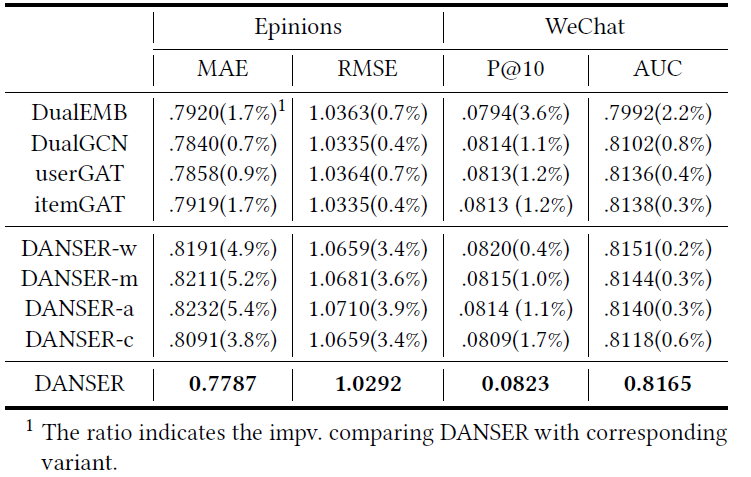 Epinions WeChat
MAE RMSE P@10 AUC
DualEMB .7920(1.7%)¹ 1.0363(0.7%) .0794(3.6%) .7992(2.2%)
DualGCN .7840(0.7%) 1.0335(0.4%) .0814(1.1%) .8102(0.8%)
userGAT .7858(0.9%) 1.0364(0.7%) .0813(1.2%) .8136(0.4%)
itemGAT .7919(1.7%) 1.0335(0.4%) .0813 (1.2%) .8138(0.3%)
DANSER-w .8191(4.9%) 1.0659(3.4%) .0820(0.4%) .8151(0.2%)
DANSER-m .8211(5.2%) 1.0681(3.6%) .0815(1.0%) .8144(0.3%)
DANSER-a .8232(5.4%) 1.0710(3.9%) .0814 (1.1%) .8140(0.3%)
DANSER-c .8091(3.8%) 1.0659(3.4%) .0809(1.7%) .8118(0.6%)
DANSER 0.7787 1.0292 0.0823 0.8165
¹ The ratio indicates the impv. comparing DANSER with corresponding
variant.